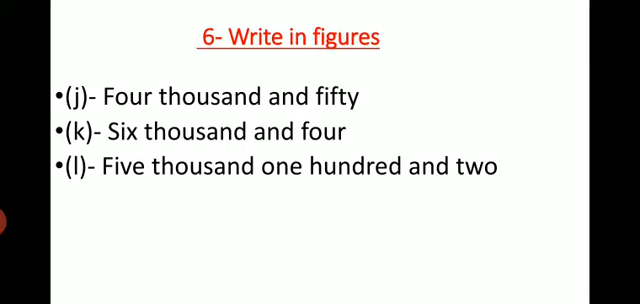 6- Write in figures
•(j)- Four thousand and fifty
•(k)- Six thousand and four
•(l)- Five thousand one hundred and two